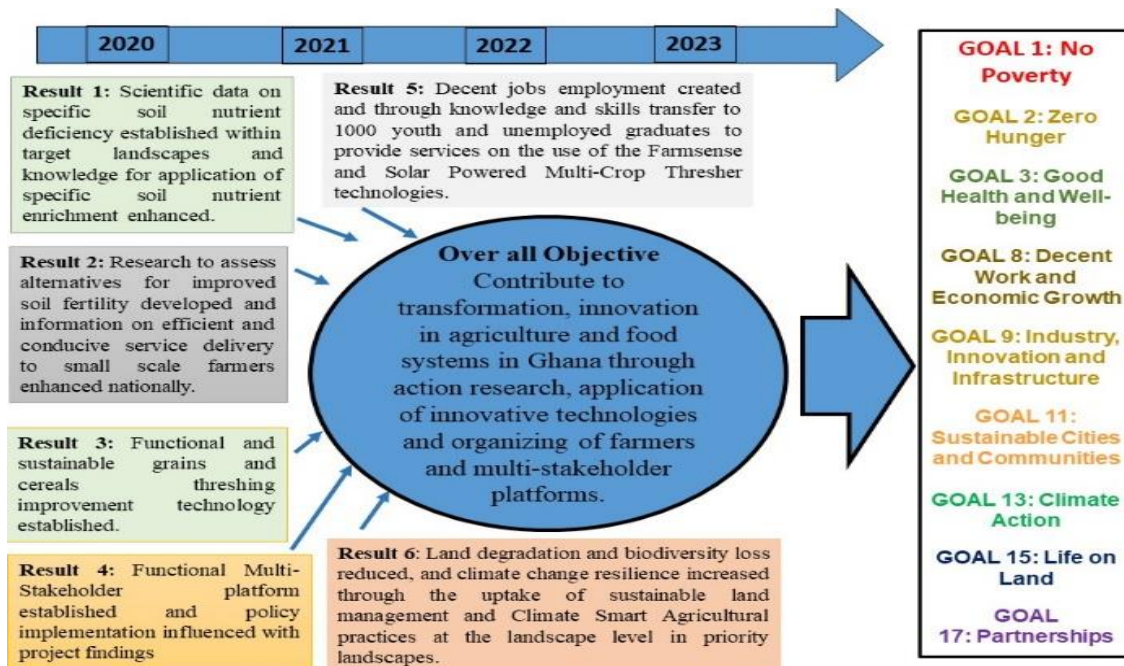 2020
2021
2022
2023
Result 1: Scientific data on
specific soil nutrient
deficiency established within
target landscapes and
knowledge for application of
specific soil nutrient
enrichment enhanced.
Result 2: Research to assess
alternatives for improved
soil fertility developed and
information on efficient and
conducive service delivery
to small scale farmers
enhanced nationally.
Result 3: Functional and
sustainable grains and
cereals threshing
improvement technology
established.
Result 4: Functional Multi-
Stakeholder platform
established and policy
implementation influenced with
project findings
Result 5: Decent jobs employment created
and through knowledge and skills transfer to
1000 youth and unemployed graduates to
provide services on the use of the Farmsense
and Solar Powered Multi-Crop Thresher
technologies.
Over all Objective
Contribute to
transformation, innovation
in agriculture and food
systems in Ghana through
action research, application
of innovative technologies
and organizing of farmers
and multi-stakeholder
platforms.
Result 6: Land degradation and biodiversity loss
reduced, and climate change resilience increased
through the uptake of sustainable land
management and Climate Smart Agricultural
practices at the landscape level in priority
landscapes.
GOAL 1: No
Poverty
GOAL 2: Zero
Hunger
GOAL 3: Good
Health and Well-
being
GOAL 8: Decent
Work and
Economic Growth
GOAL 9: Industry,
Innovation and
Infrastructure
GOAL 11:
Sustainable Cities
and Communities
GOAL 13: Climate
Action
GOAL 15: Life on
Land
GOAL
17: Partnerships